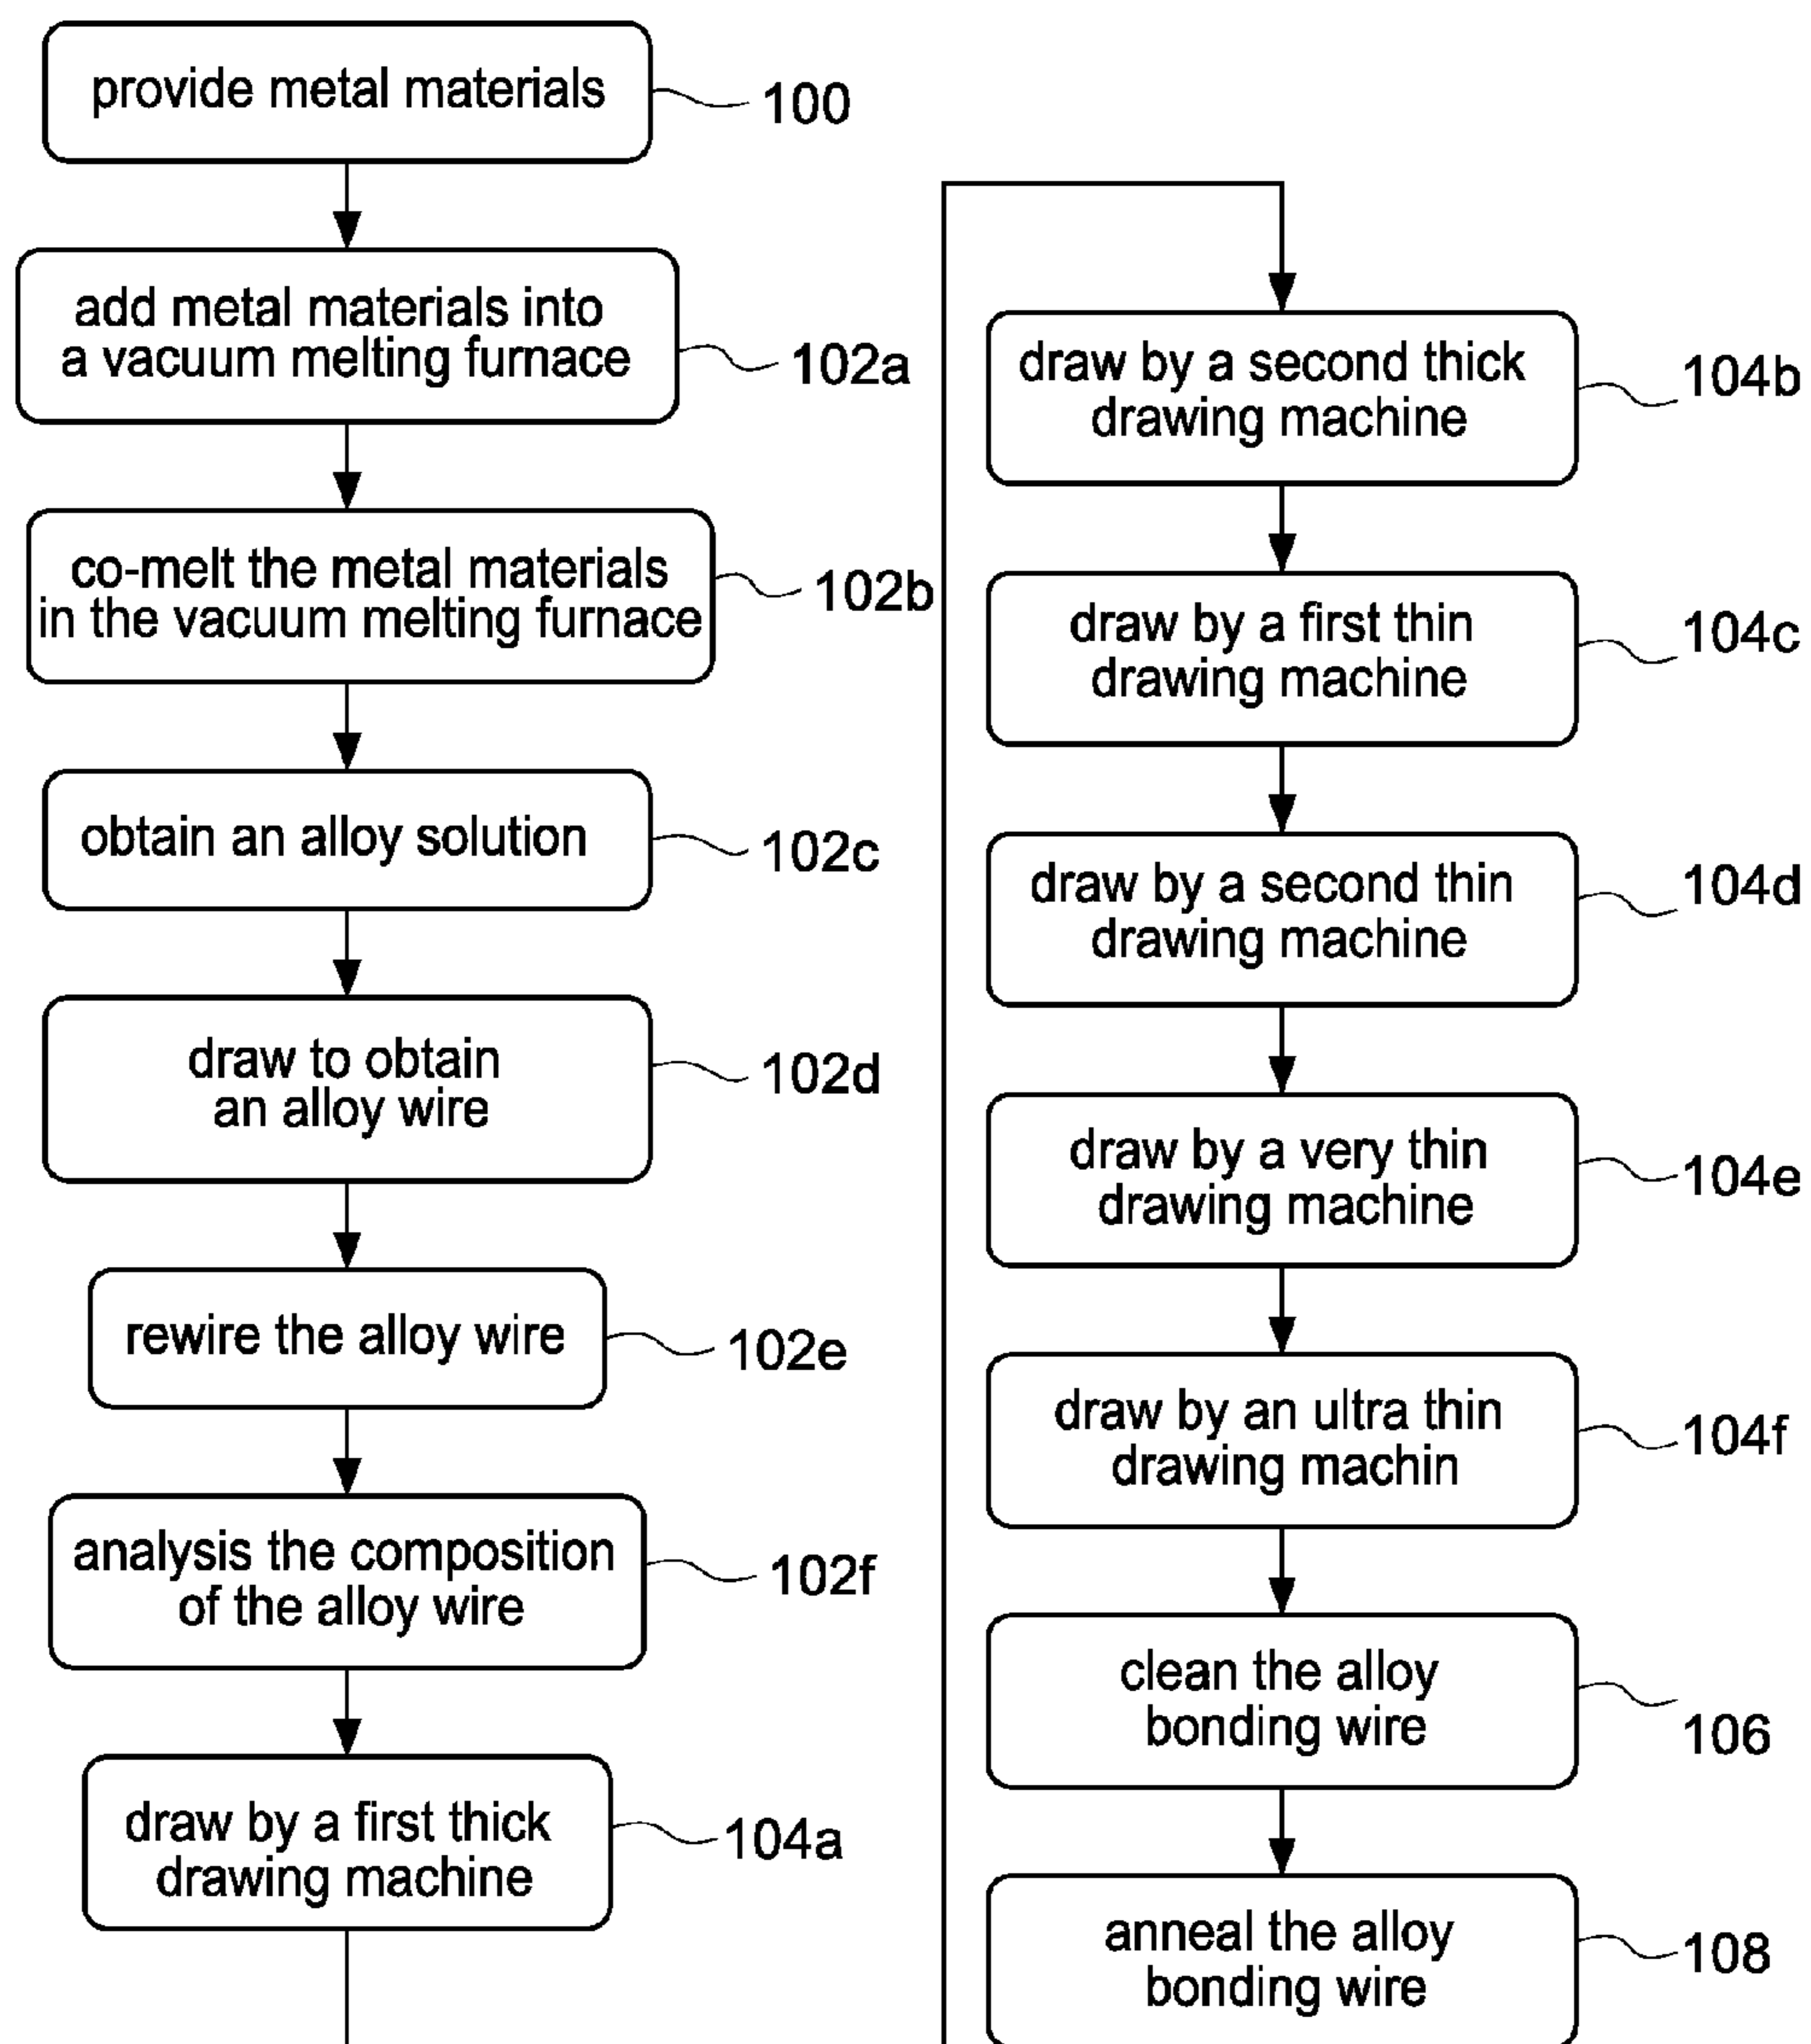 provide metal materials
100
add metal materials into
a vacuum melting furnace
102a
co-melt the metal materials
in the vacuum melting furnace
102b
obtain an alloy solution
102c
draw to obtain
an alloy wire
102d
rewire the alloy wire
102e
analysis the composition
of the alloy wire
102f
draw by a first thick
drawing machine
104a
draw by a second thick
drawing machine
104b
draw by a first thin
drawing machine
104c
draw by a second thin
drawing machine
104d
draw by a very thin
drawing machine
104e
draw by an ultra thin
drawing machin
104f
clean the alloy
bonding wire
106
anneal the alloy
bonding wire
108